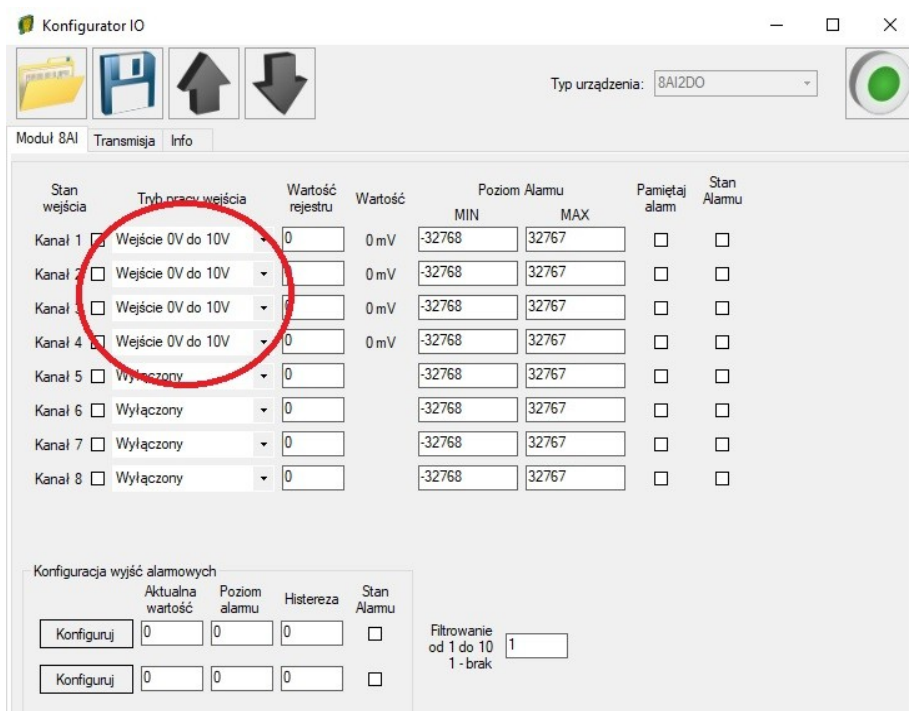 Konfigurator IO
Typ urządzenia: 8AI2DO
Moduł 8AI Transmisja Info
Stan wejścia Tryb pracy wejścia Wartość rejestru Wartość Poziom Alarmu MIN MAX Pamiętaj alarm Stan Alarmu
Kanał 1 Wejście 0V do 10V 0 0 mV -32768 32767
Kanał 2 Wejście 0V do 10V 0 mV -32768 32767
Kanał 3 Wejście 0V do 10V 0 mV -32768 32767
Kanał 4 Wejście 0V do 10V 0 0 mV -32768 32767
Kanał 5 Wyłączony 0 -32768 32767
Kanał 6 Wyłączony 0 -32768 32767
Kanał 7 Wyłączony 0 -32768 32767
Kanał 8 Wyłączony 0 -32768 32767
Konfiguracja wyjść alarmowych
Aktualna wartość Poziom alarmu Histereza Stan Alarmu
Konfiguruj 0 0 0
Konfiguruj 0 0 0
Filtrowanie
od 1 do 10 1
1 - brak